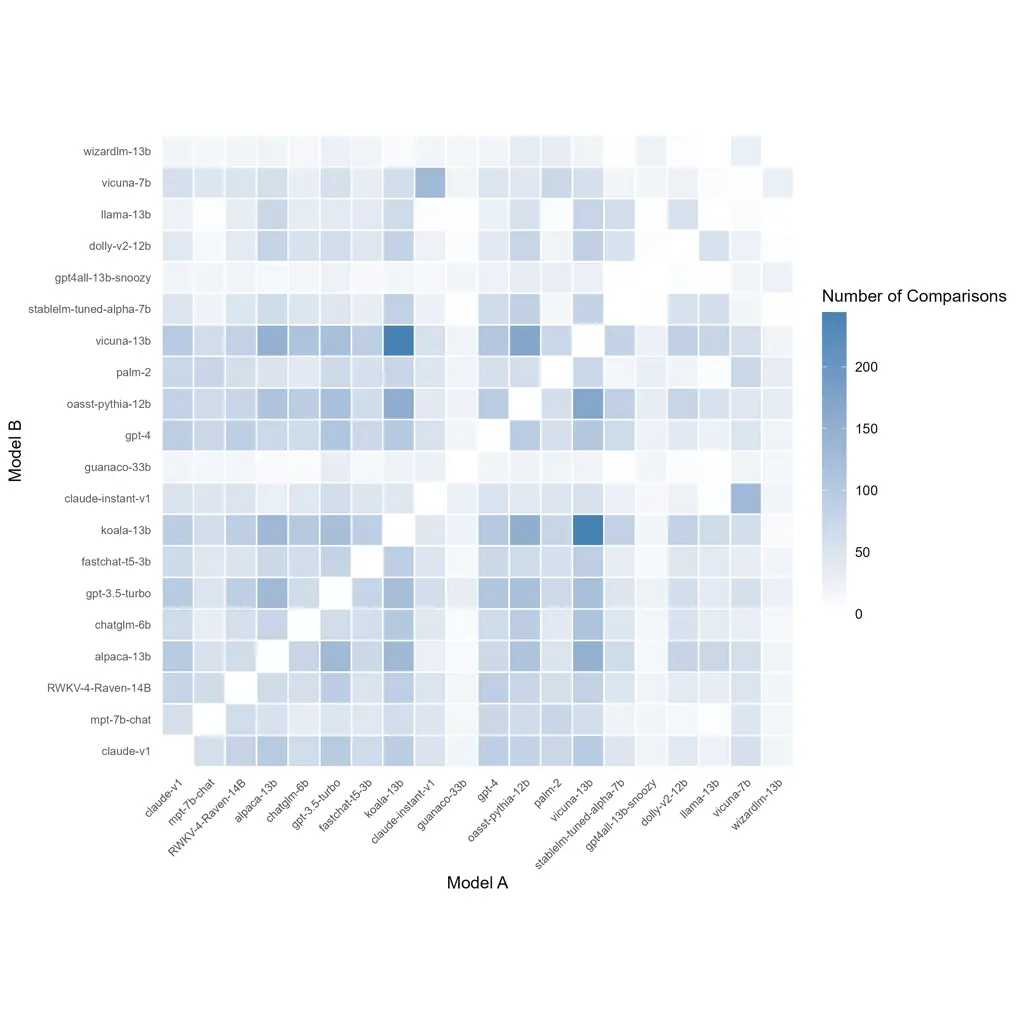 wizardlm-13b
vicuna-7b
llama-13b
dolly-v2-12b
gpt4all-13b-snoozy
stablelm-tuned-alpha-7b
vicuna-13b
palm-2
oasst-pythia-12b
gpt-4
guanaco-33b
claude-instant-v1
koala-13b
fastchat-t5-3b
gpt-3.5-turbo
chatglm-6b
alpaca-13b
RWKV-4-Raven-14B
mpt-7b-chat
claude-v1
Model B
claude-v1
mpt-7b-chat
RWKV-4-Raven-14B
alpaca-13b
chatglm-6b
gpt-3.5-turbo
fastchat-t5-3b
koala-13b
claude-instant-v1
guanaco-33b
gpt-4
oasst-pythia-12b
palm-2
vicuna-13b
stablelm-tuned-alpha-7b
gpt4all-13b-snoozy
dolly-v2-12b
llama-13b
vicuna-7b
wizardlm-13b
Model A
Number of Comparisons
200
150
100
50
0